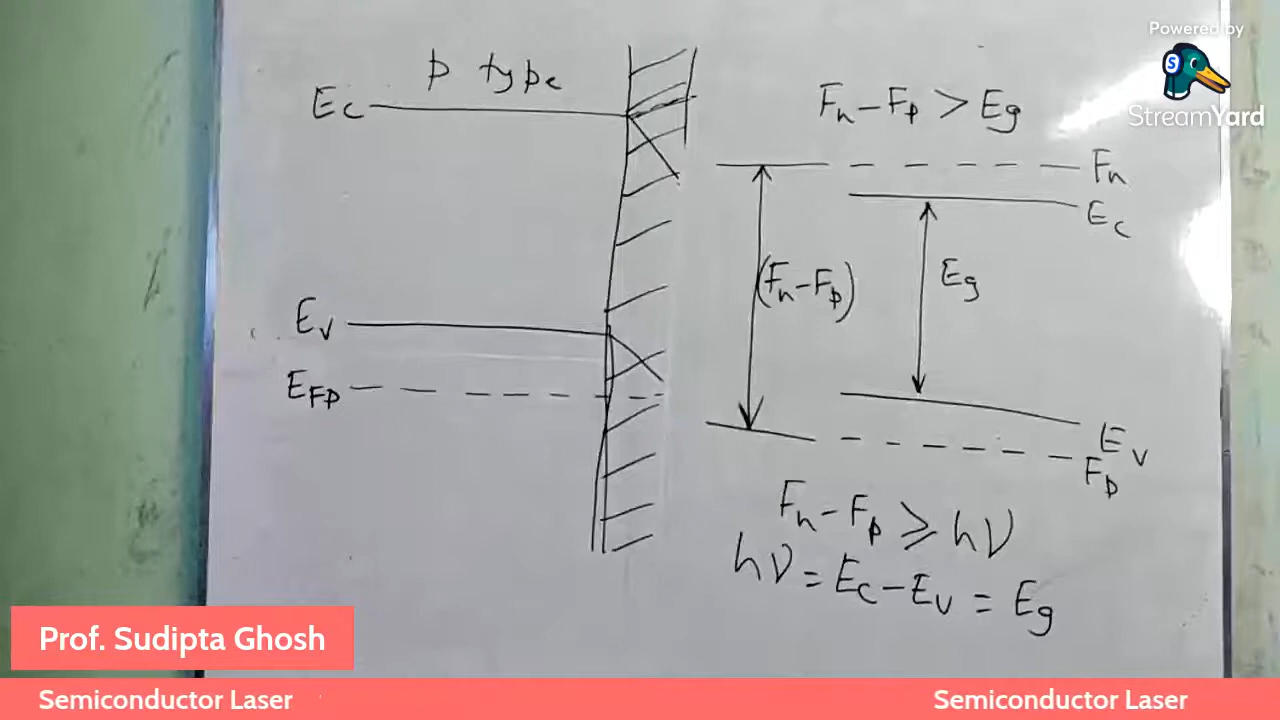 Powered by
StreamYard
p type
Ec
Ev
EFp
Fn-Fp > Eg
Fn
Ec
(Fn-Fp)
Eg
Ev
Fp
Fn-Fp ≥ hν
hν = Ec-Ev = Eg
Prof. Sudipta Ghosh
Semiconductor Laser
Semiconductor Laser